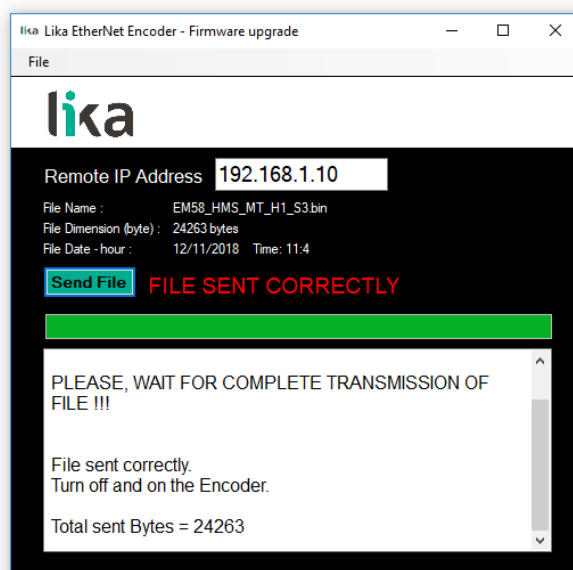 lika Lika EtherNet Encoder - Firmware upgrade
File
lika
Remote IP Address 192.168.1.10
File Name : EM58_HMS_MT_H1_S3.bin
File Dimension (byte) : 24263 bytes
File Date - hour : 12/11/2018 Time: 11:4
Send File FILE SENT CORRECTLY
PLEASE, WAIT FOR COMPLETE TRANSMISSION OF
FILE !!!
File sent correctly.
Turn off and on the Encoder.
Total sent Bytes = 24263